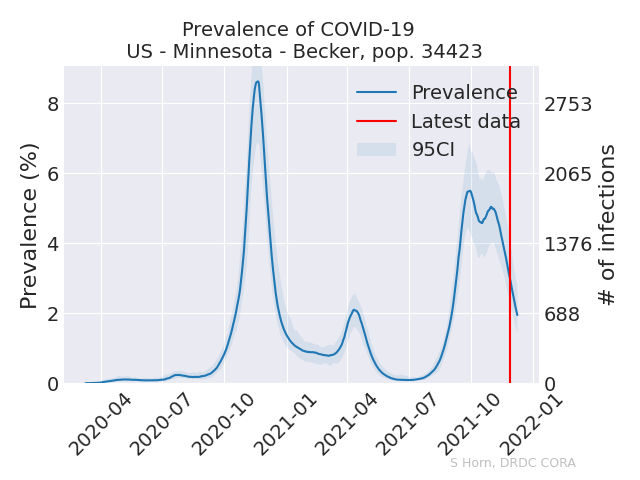 Prevalence of COVID-19
US - Minnesota - Becker, pop. 34423
Prevalence
Latest data
95CI
Prevalence (%)
8
6
4
2
0
2753
2065
1376
688
0
# of infections
2020-04
2020-07
2020-10
2021-01
2021-04
2021-07
2021-10
2022-01
S Horn, DRDC CORA